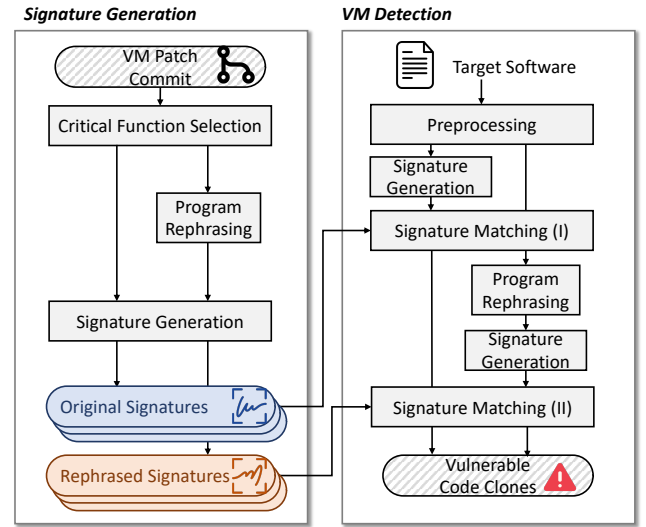 Signature Generation
VM Patch
Commit
Critical Function Selection
Program
Rephrasing
Signature Generation
Original Signatures
Rephrased Signatures
VM Detection
Target Software
Preprocessing
Signature
Generation
Signature Matching (I)
Program
Rephrasing
Signature
Generation
Signature Matching (II)
Vulnerable
Code Clones